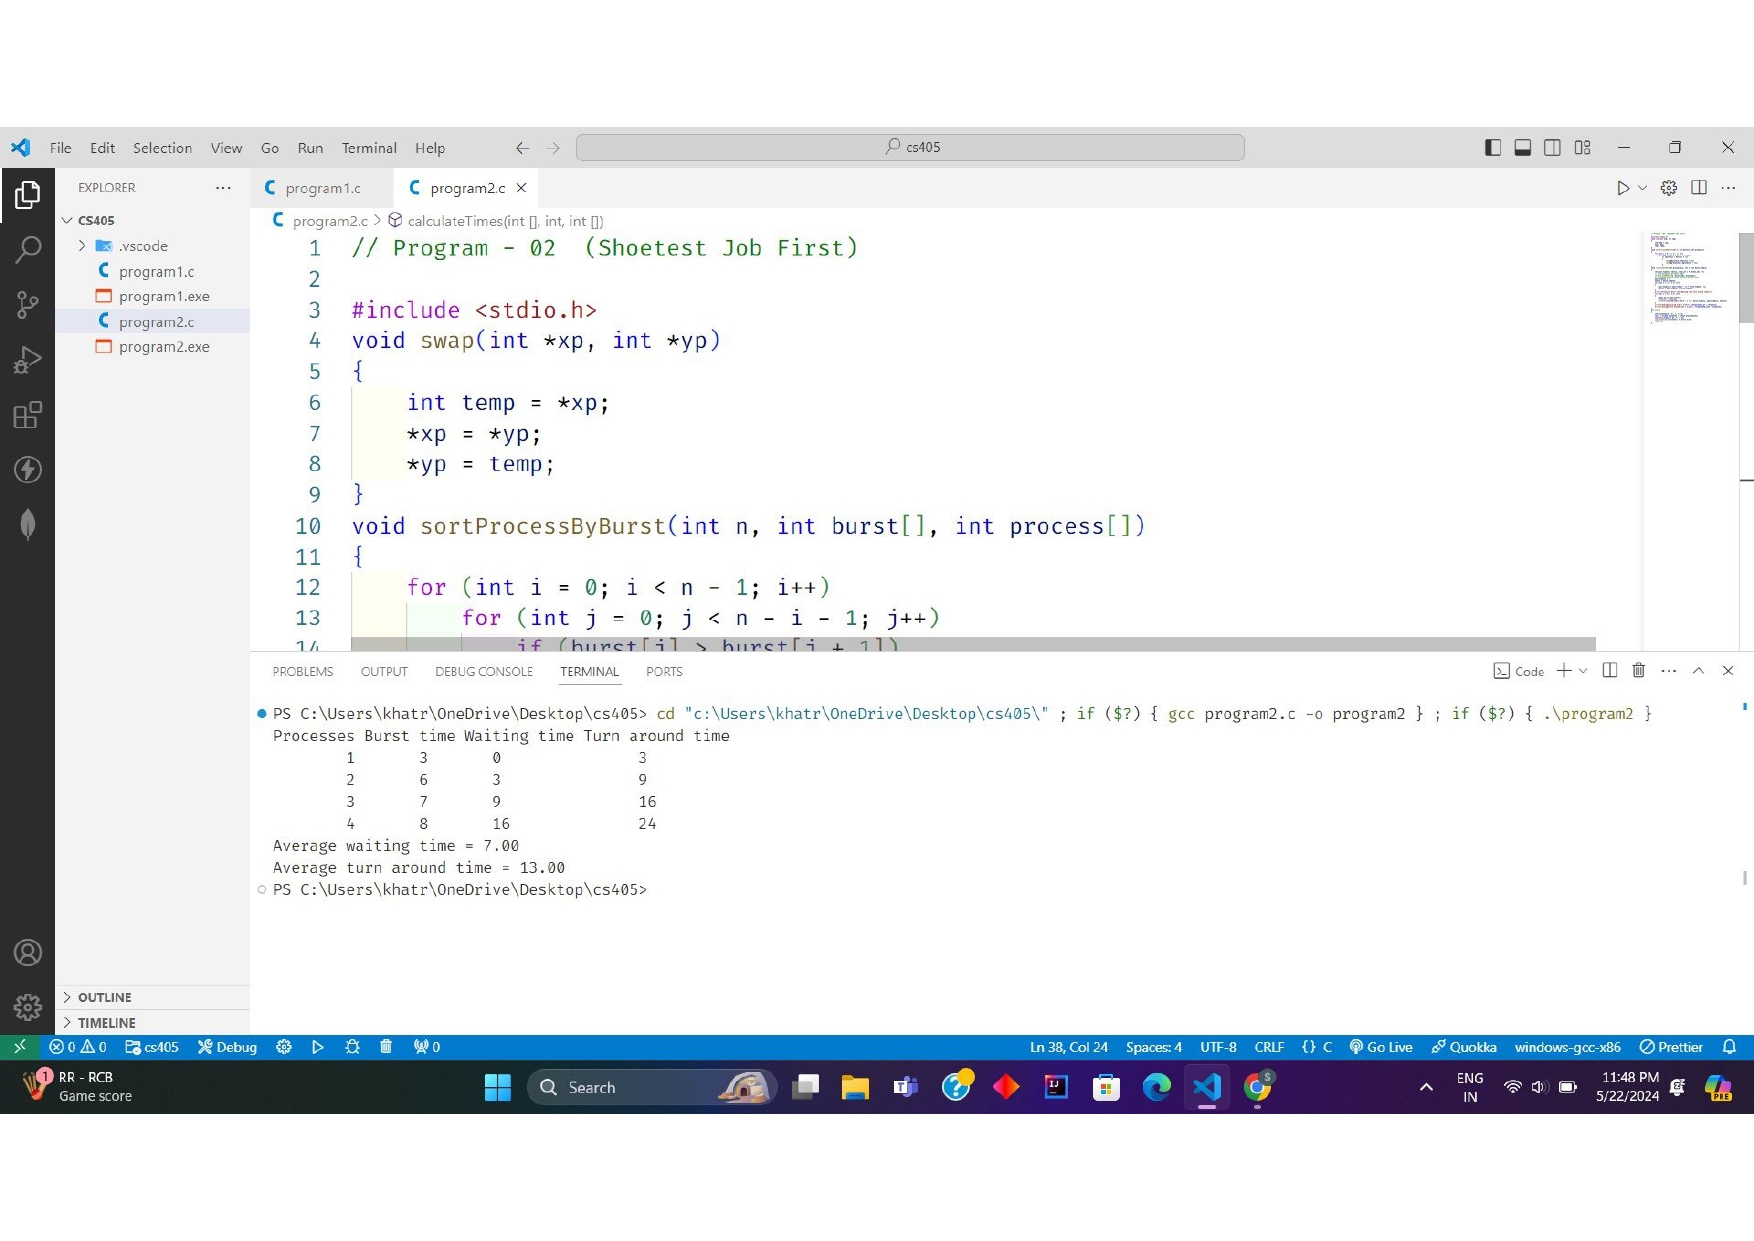 File Edit Selection View Go Run Terminal Help
cs405
EXPLORER
program1.c
program2.c
CS405
.vscode
program1.c
program1.exe
program2.c
program2.exe
program2.c > calculateTimes(int [], int, int [])
1 // Program - 02  (Shoetest Job First)
2
3 #include <stdio.h>
4 void swap(int *xp, int *yp)
5 {
6     int temp = *xp;
7     *xp = *yp;
8     *yp = temp;
9 }
10 void sortProcessByBurst(int n, int burst[], int process[])
11 {
12     for (int i = 0; i < n - 1; i++)
13         for (int j = 0; j < n - i - 1; j++)
14             if (burst[j] > burst[j + 1])
PROBLEMS OUTPUT DEBUG CONSOLE TERMINAL PORTS
Code
PS C:\Users\khatr\OneDrive\Desktop\cs405> cd "c:\Users\khatr\OneDrive\Desktop\cs405\" ; if ($?) { gcc program2.c -o program2 } ; if ($?) { .\program2 }
Processes Burst time Waiting time Turn around time
1 3 0 3
2 6 3 9
3 7 9 16
4 8 16 24
Average waiting time = 7.00
Average turn around time = 13.00
PS C:\Users\khatr\OneDrive\Desktop\cs405>
OUTLINE
TIMELINE
0 0 cs405 Debug 0
Ln 38, Col 24 Spaces: 4 UTF-8 CRLF {} C Go Live Quokka windows-gcc-x86 Prettier
1
RR - RCB
Game score
Search
ENG
IN
11:48 PM
5/22/2024
PRE